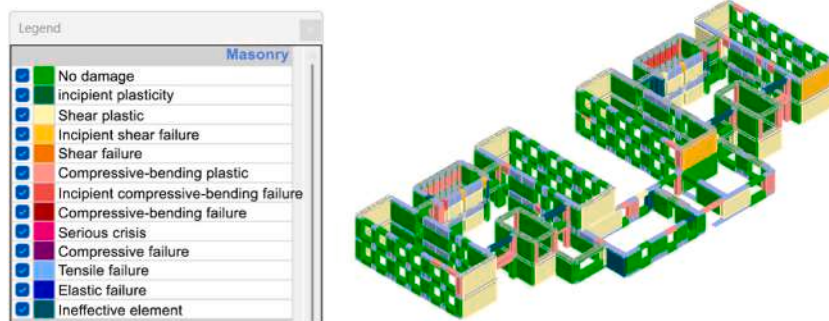 Legend
Masonry
No damage
incipient plasticity
Shear plastic
Incipient shear failure
Shear failure
Compressive-bending plastic
Incipient compressive-bending failure
Compressive-bending failure
Serious crisis
Compressive failure
Tensile failure
Elastic failure
Ineffective element